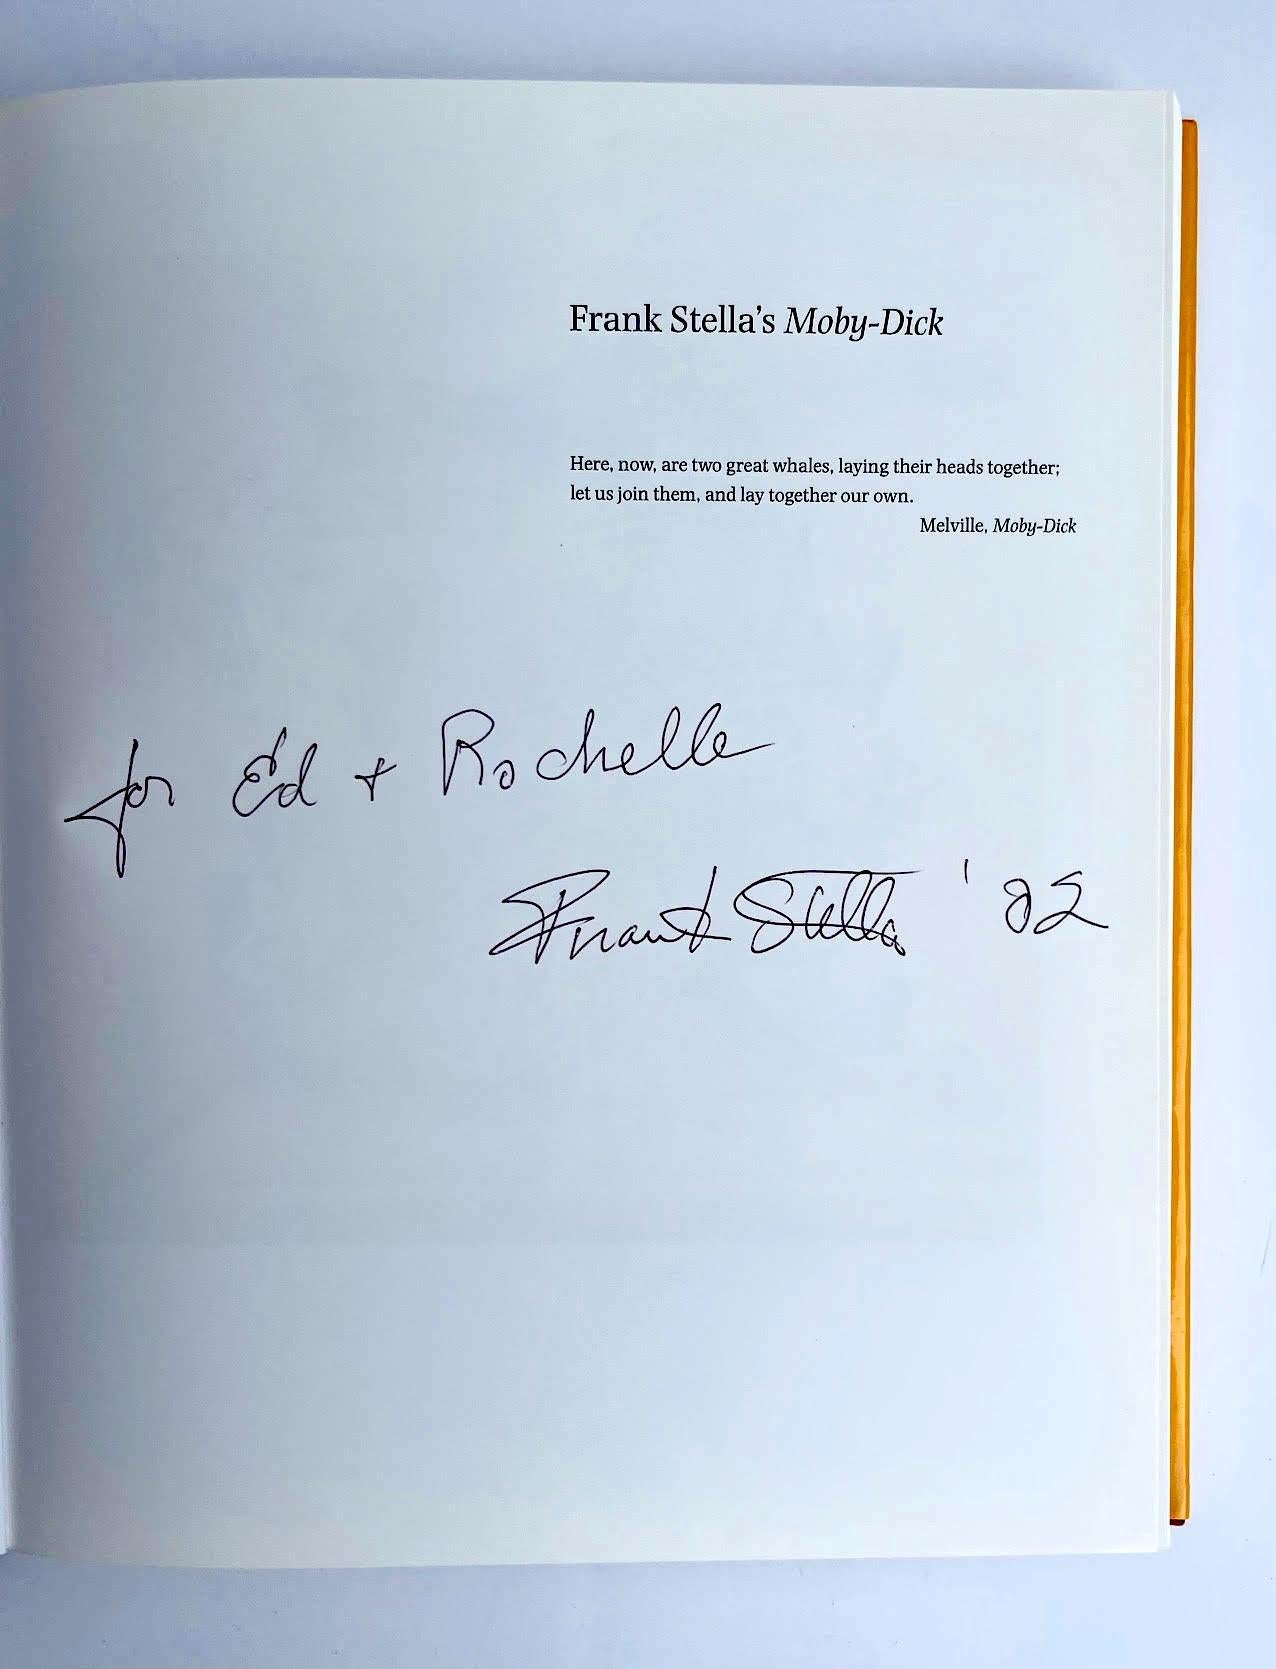 Frank Stella's Moby-Dick
Here, now, are two great whales, laying their heads together;
let us join them, and lay together our own.
Melville, Moby-Dick
for Ed + Rochelle
Frank Stella '02